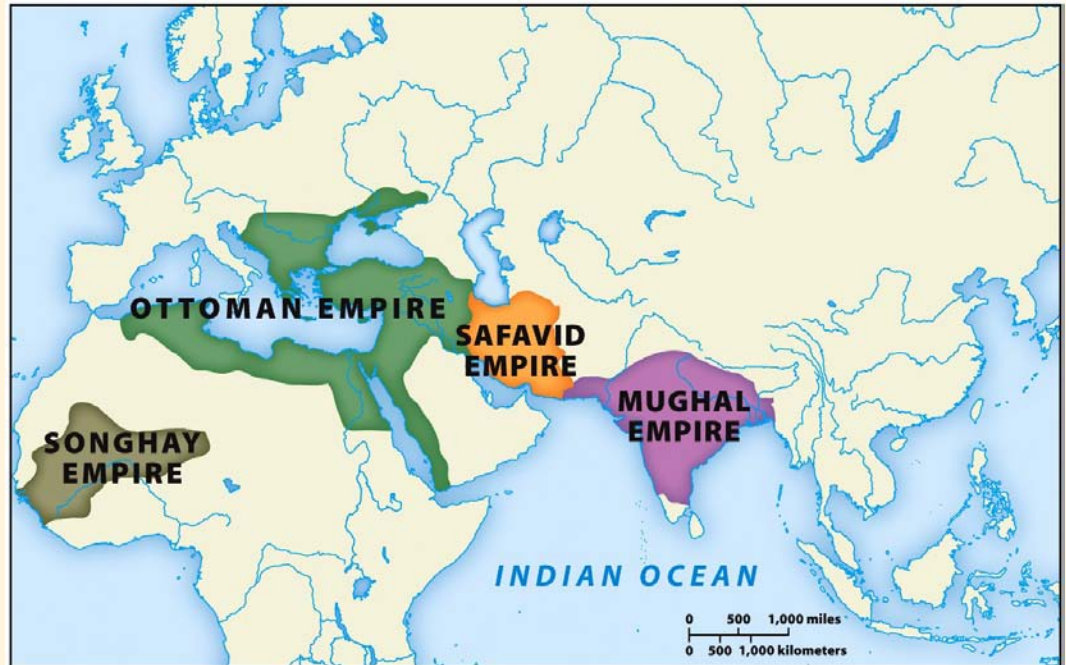 OTTOMAN EMPIRE
SAFAVID
EMPIRE
MUGHAL
EMPIRE
SONGHAY
EMPIRE
INDIAN OCEAN
0 500 1,000 miles
0 500 1,000 kilometers